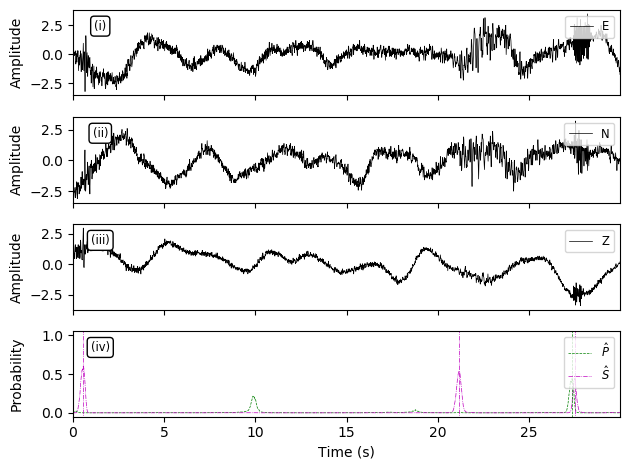 Amplitude
2.5
0.0
−2.5
(i)
E
Amplitude
2.5
0.0
−2.5
(ii)
N
Amplitude
2.5
0.0
−2.5
(iii)
Z
Probability
1.0
0.5
0.0
(iv)
P̂
Ŝ
0 5 10 15 20 25
Time (s)